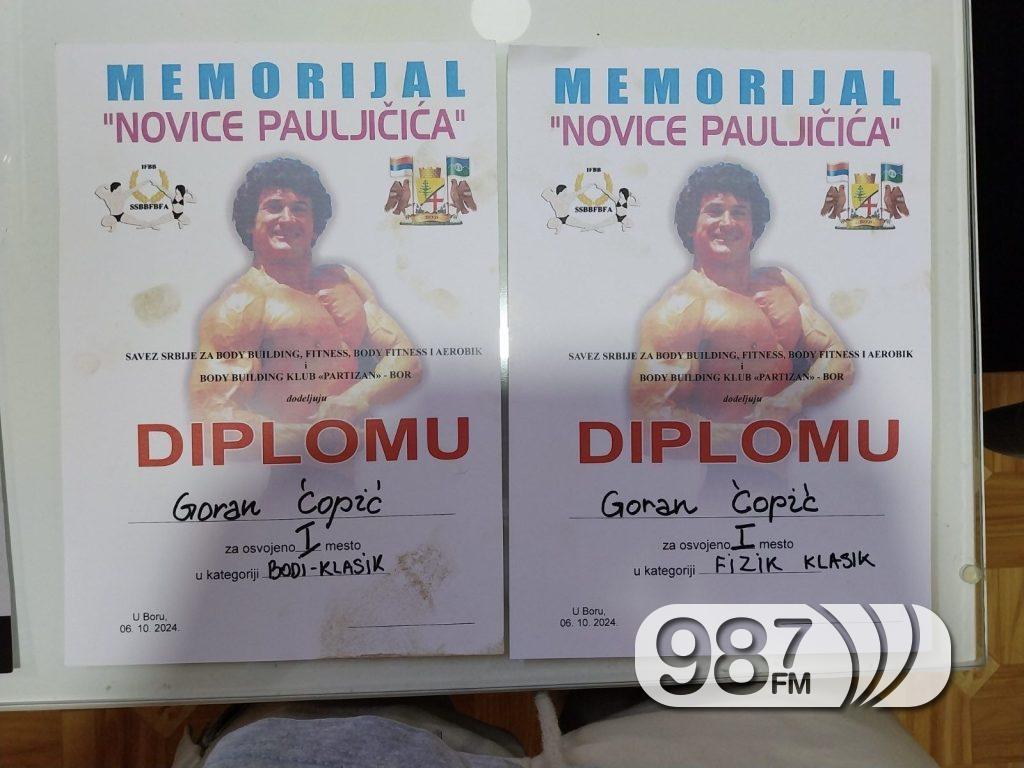 MEMORIJAL
"NOVICE PAULJIČIĆA"
IFBB
SSBBFBFA
BOR
SAVEZ SRBIJE ZA BODY BUILDING, FITNESS, BODY FITNESS I AEROBIK
i
BODY BUILDING KLUB «PARTIZAN» - BOR
dodeljuju
DIPLOMU
Goran Ćopić
za osvojeno I mesto
u kategoriji BODI-KLASIK
U Boru,
06. 10. 2024.
MEMORIJAL
"NOVICE PAULJIČIĆA"
IFBB
SSBBFBFA
BOR
SAVEZ SRBIJE ZA BODY BUILDING, FITNESS, BODY FITNESS I AEROBIK
i
BODY BUILDING KLUB «PARTIZAN» - BOR
dodeljuju
DIPLOMU
Goran Ćopić
za osvojeno I mesto
u kategoriji FIZIK KLASIK
U Boru,
06. 10. 2024.
987 FM